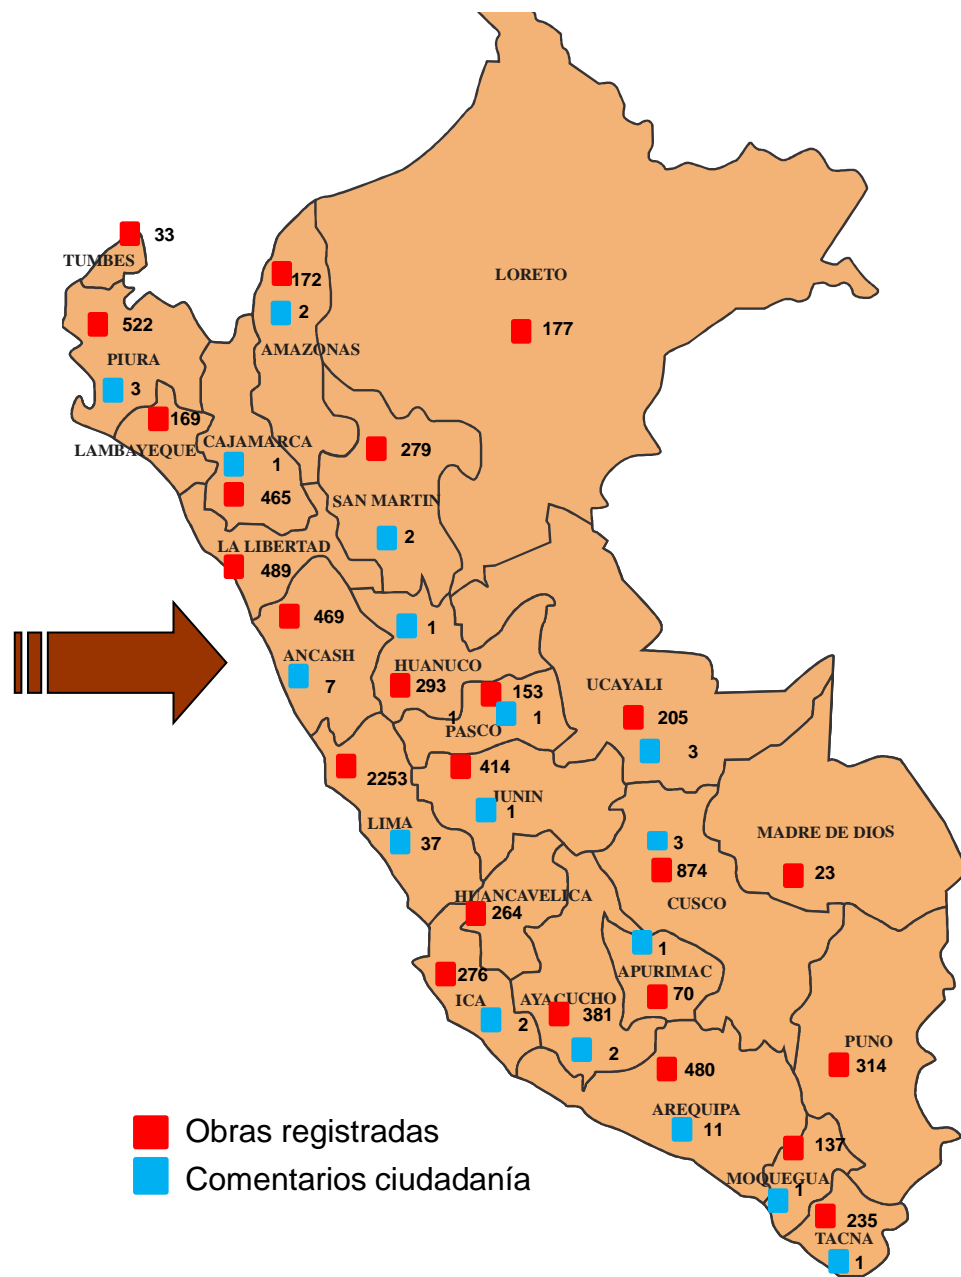 33
TUMBES
LORETO
172
2
177
522
AMAZONAS
PIURA
3
169
CAJAMARCA
LAMBAYEQUE
279
1
465
SAN MARTIN
2
LA LIBERTAD
489
469
1
ANCASH
HUANUCO
7
293
153
UCAYALI
1
1
205
PASCO
3
2253
414
JUNIN
1
LIMA
37
3
MADRE DE DIOS
874
23
HUANCAVELICA
CUSCO
264
1
276
APURIMAC
70
ICA
AYACUCHO
2
381
2
PUNO
314
480
AREQUIPA
11
Obras registradas
137
Comentarios ciudadanía
MOQUEGUA
1
235
TACNA
1